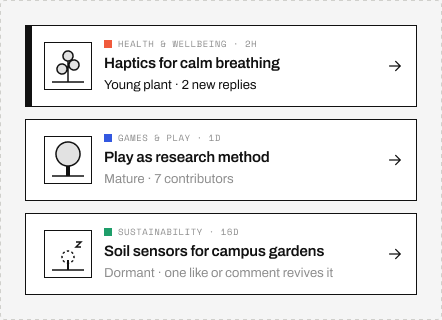 HEALTH & WELLBEING · 2H
Haptics for calm breathing
Young plant · 2 new replies
GAMES & PLAY · 1D
Play as research method
Mature · 7 contributors
z
SUSTAINABILITY · 16D
Soil sensors for campus gardens
Dormant · one like or comment revives it